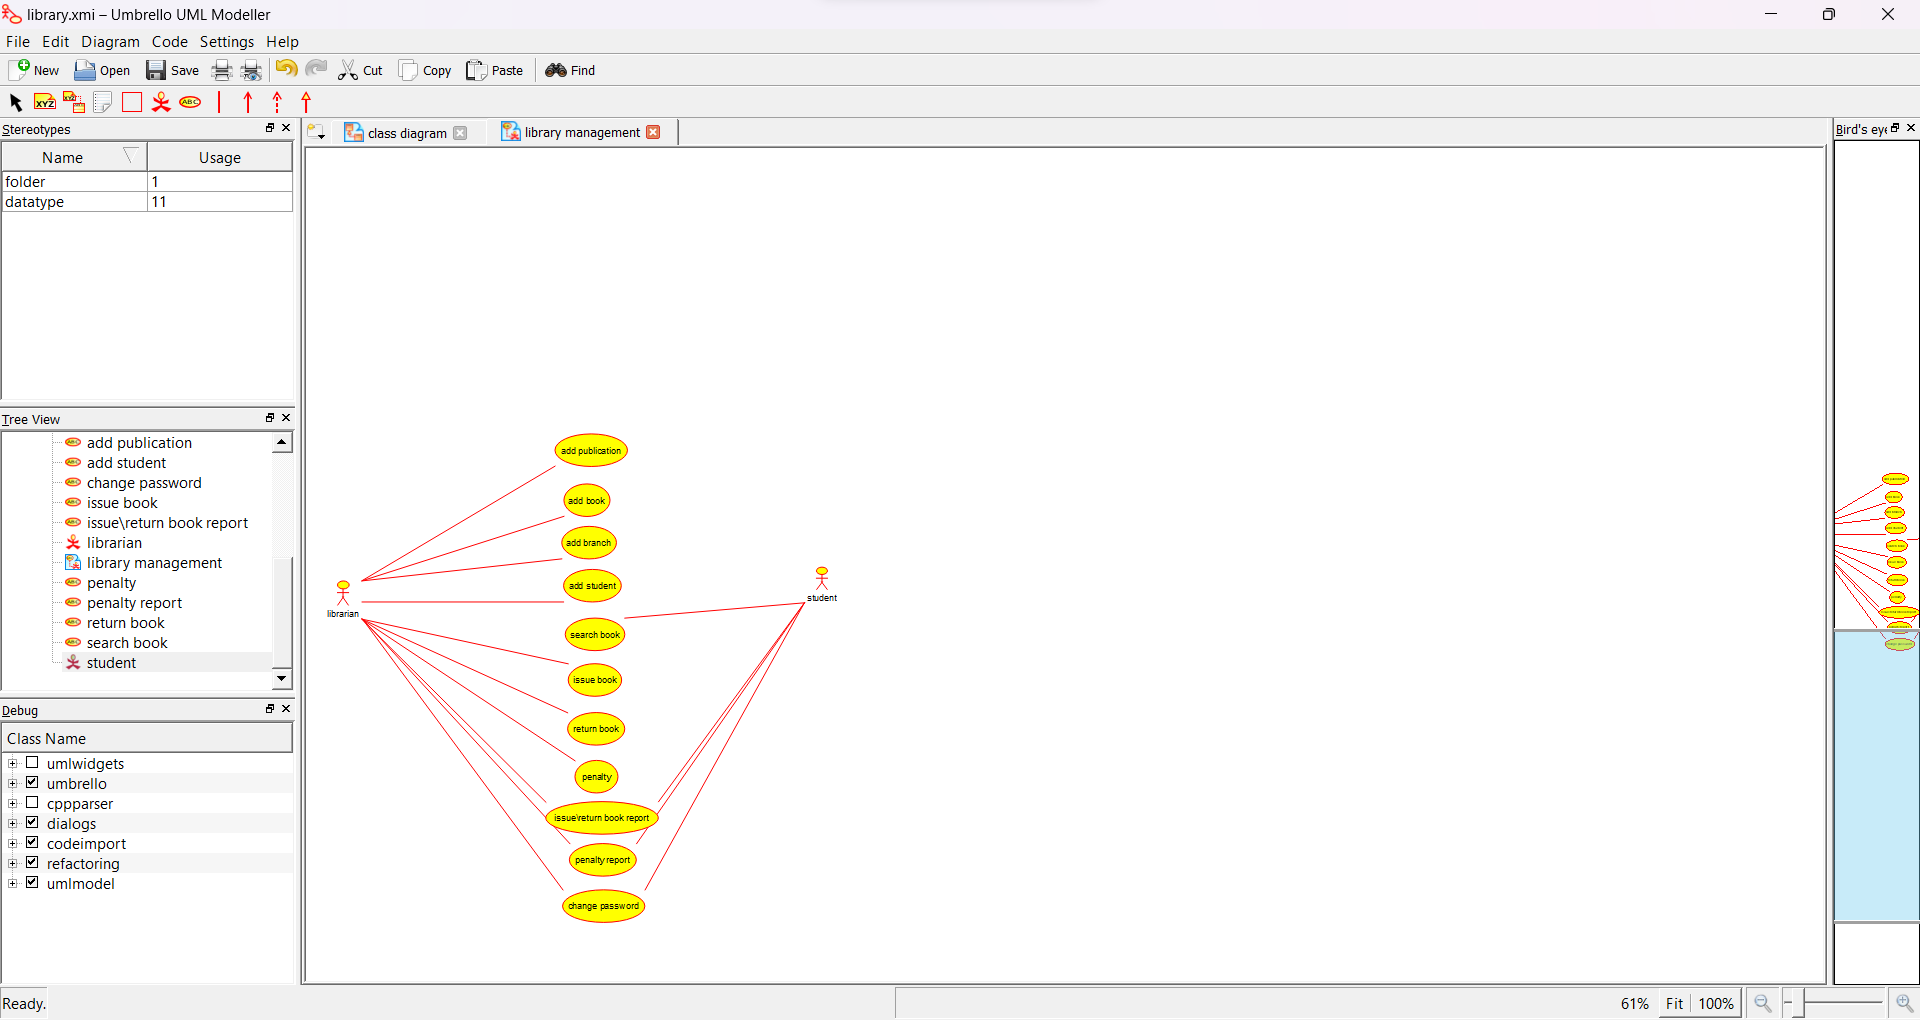 library.xmi – Umbrello UML Modeller
File Edit Diagram Code Settings Help
New Open Save Cut Copy Paste Find
XYZ XYZ ABC
Stereotypes
Name Usage
folder 1
datatype 11
Tree View
add publication
add student
change password
issue book
issue\return book report
librarian
library management
penalty
penalty report
return book
search book
student
Debug
Class Name
umlwidgets
umbrello
cppparser
dialogs
codeimport
refactoring
umlmodel
Ready.
class diagram library management
add publication
add book
add branch
add student
search book
issue book
return book
penalty
issue\return book report
penalty report
change password
librarian
student
Bird's eye
61% Fit 100%